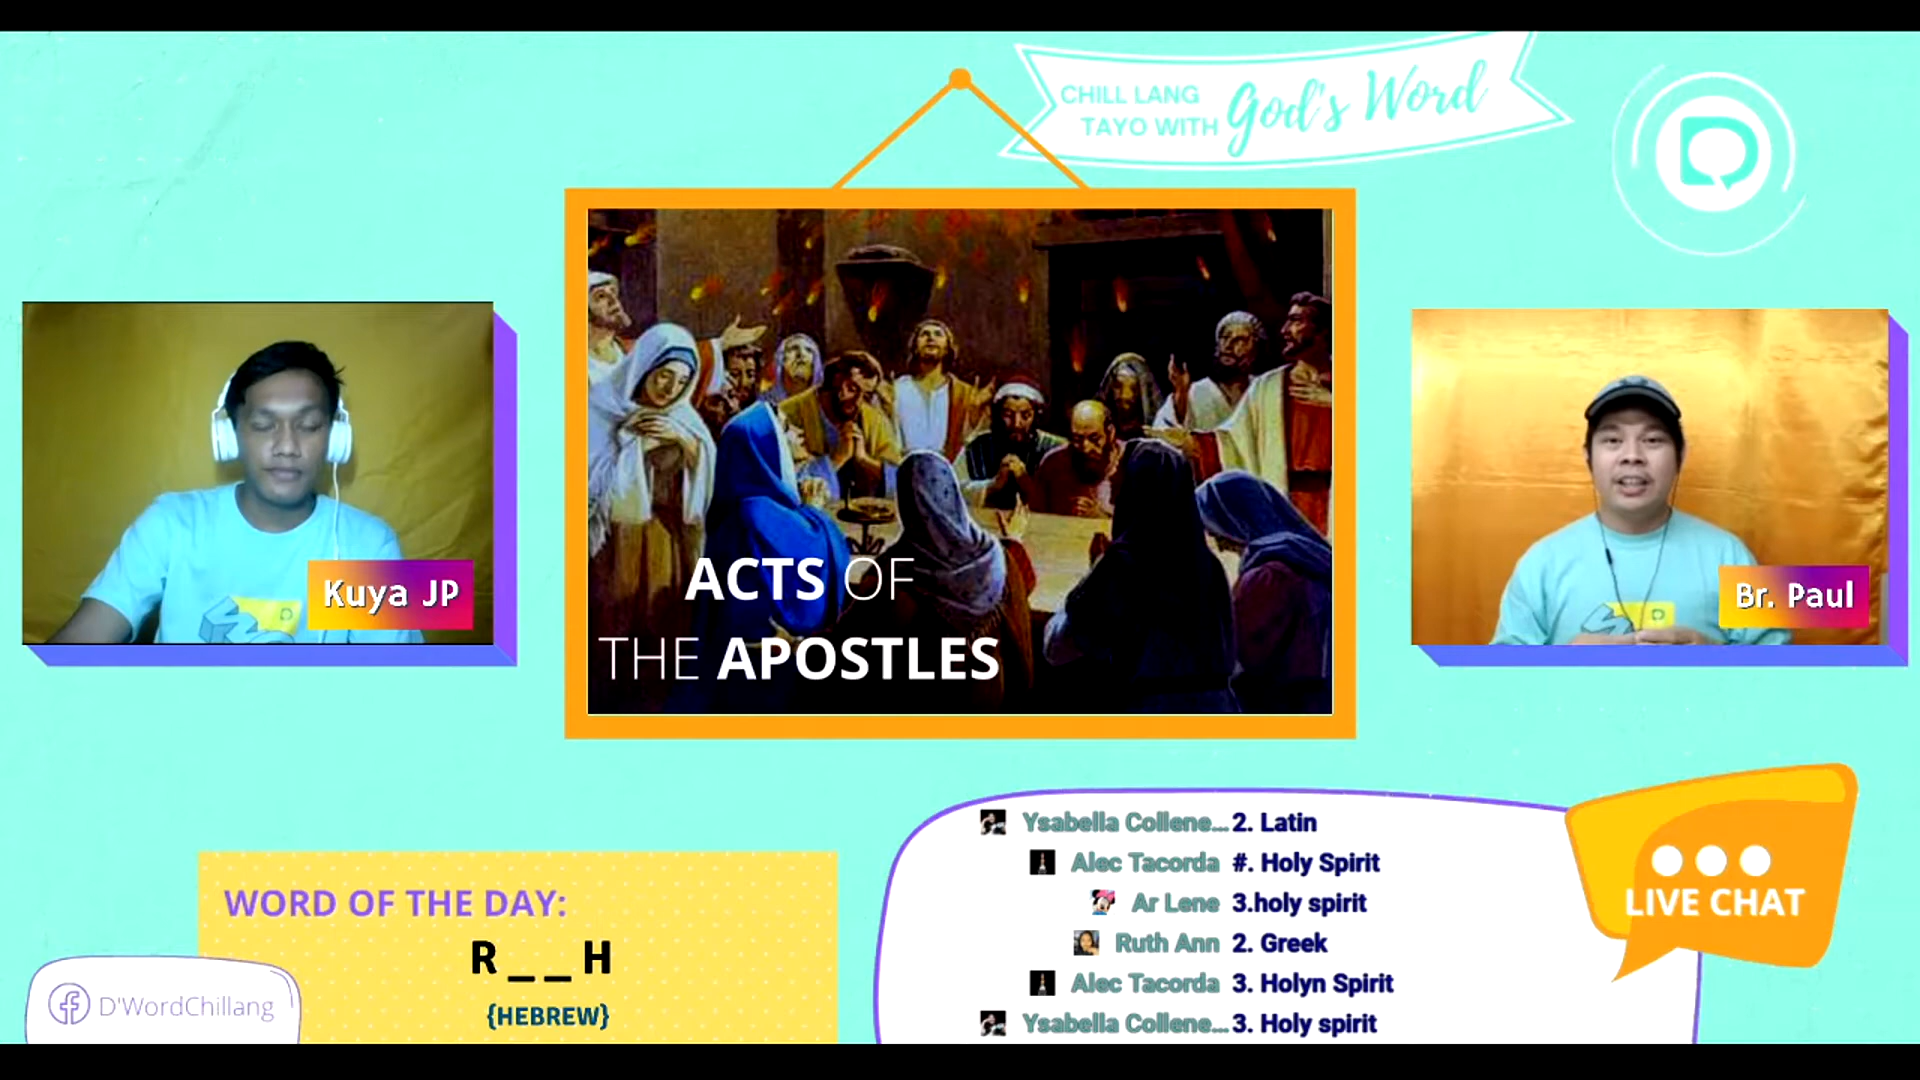 CHILL LANG
TAYO WITH God's Word
Kuya JP
ACTS OF
THE APOSTLES
Br. Paul
WORD OF THE DAY:
R _ _ H
{HEBREW}
D'WordChillang
Ysabella Collene... 2. Latin
Alec Tacorda #. Holy Spirit
Ar Lene 3.holy spirit
Ruth Ann 2. Greek
Alec Tacorda 3. Holyn Spirit
Ysabella Collene... 3. Holy spirit
LIVE CHAT